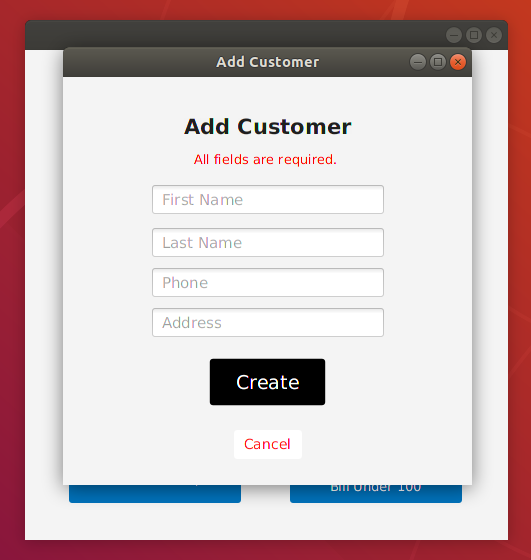 Add Customer
Add Customer
All fields are required.
First Name
Last Name
Phone
Address
Create
Cancel
Bill Under 100